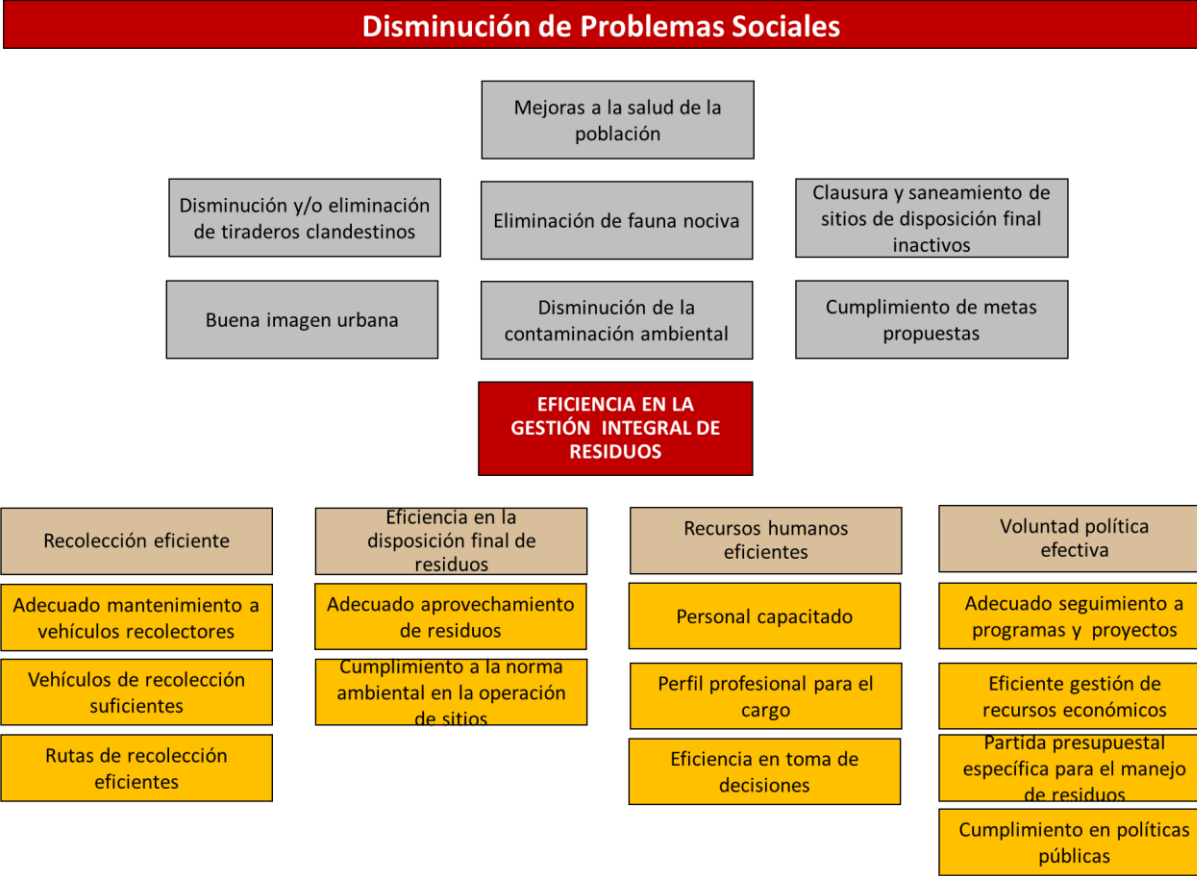 Disminución de Problemas Sociales
Mejoras a la salud de la
población
Disminución y/o eliminación
de tiraderos clandestinos
Eliminación de fauna nociva
Clausura y saneamiento de
sitios de disposición final
inactivos
Buena imagen urbana
Disminución de la
contaminación ambiental
Cumplimiento de metas
propuestas
EFICIENCIA EN LA
GESTIÓN INTEGRAL DE
RESIDUOS
Recolección eficiente
Eficiencia en la
disposición final de
residuos
Recursos humanos
eficientes
Voluntad política
efectiva
Adecuado mantenimiento a
vehículos recolectores
Adecuado aprovechamiento
de residuos
Personal capacitado
Adecuado seguimiento a
programas y proyectos
Vehículos de recolección
suficientes
Cumplimiento a la norma
ambiental en la operación
de sitios
Perfil profesional para el
cargo
Eficiente gestión de
recursos económicos
Rutas de recolección
eficientes
Eficiencia en toma de
decisiones
Partida presupuestal
específica para el manejo
de residuos
Cumplimiento en políticas
públicas